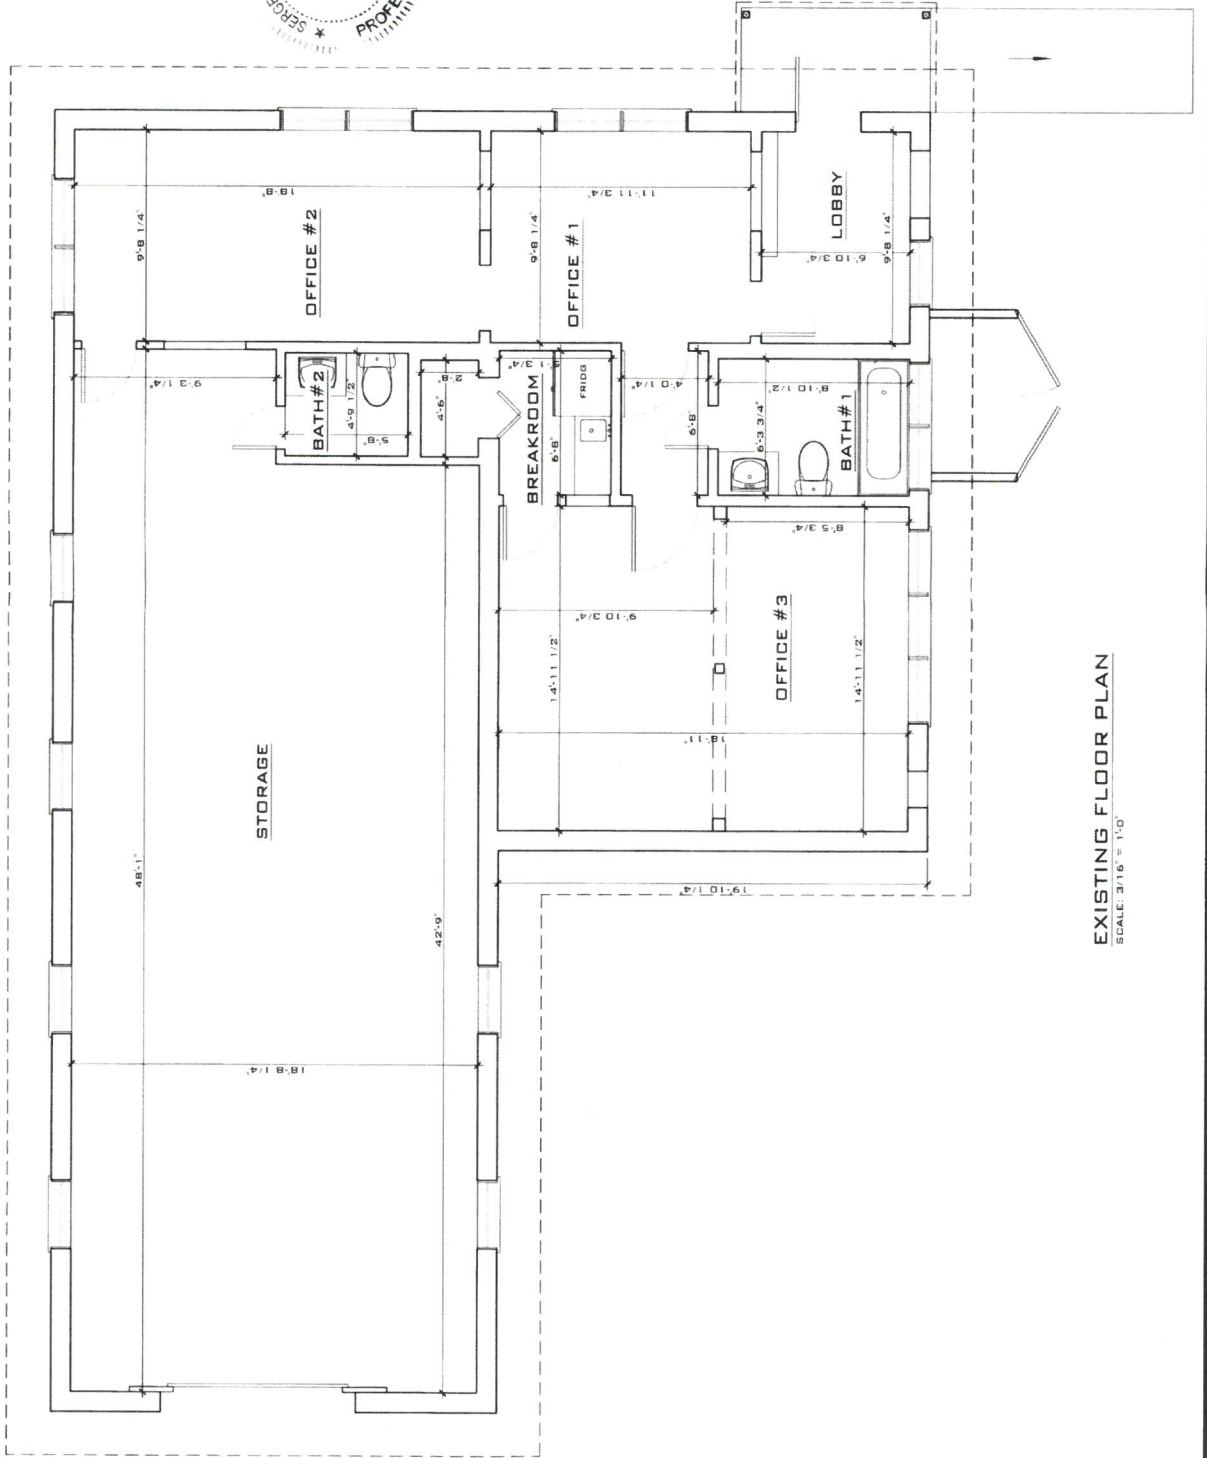 SERGE
★ PROFE
18'-8"
11'-11 3/4"
9'-8 1/4"
OFFICE #2
9'-8 1/4"
OFFICE #1
LOBBY
6'-10 3/4"
9'-8 1/4"
9'-3 1/4"
BATH#2
4'-9 1/2"
5'-8"
2'-8"
4'-6"
BREAKROOM
FRIDG
6'-8"
4'-0 1/4"
6'-8"
8'-10 1/2"
6'-3 3/4"
BATH#1
8'-5 3/4"
9'-10 3/4"
14'-11 1/2"
OFFICE #3
14'-11 1/2"
18'-11"
STORAGE
48'-1"
42'-9"
19'-10 1/4"
18'-8 1/4"
EXISTING FLOOR PLAN
SCALE: 3/16" = 1'-0"